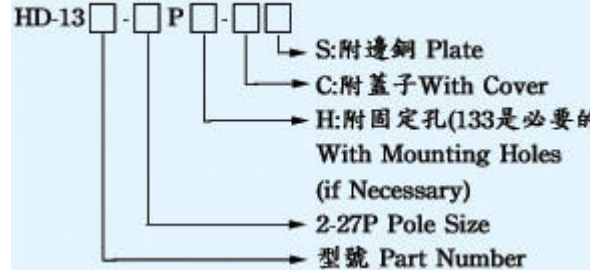 HD-13□-□P□-□□
S:附邊銅 Plate
C:附蓋子With Cover
H:附固定孔(133是必要的
With Mounting Holes
(if Necessary)
2-27P Pole Size
型號 Part Number